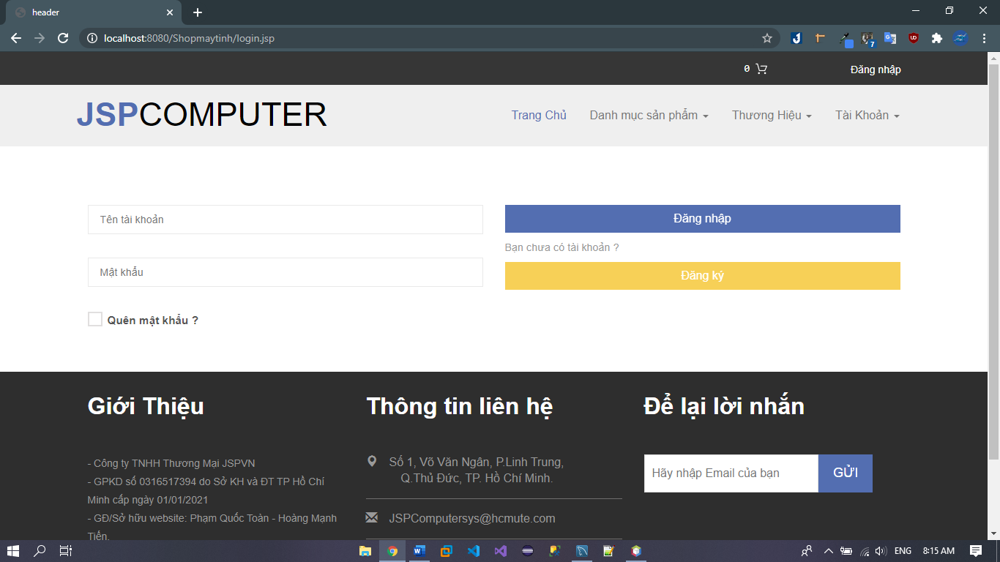 header
localhost:8080/Shopmaytinh/login.jsp
7
0
Đăng nhập
JSPCOMPUTER
Trang Chủ
Danh mục sản phẩm
Thương Hiệu
Tài Khoản
Tên tài khoản
Đăng nhập
Bạn chưa có tài khoản ?
Mật khẩu
Đăng ký
Quên mật khẩu ?
Giới Thiệu
- Công ty TNHH Thương Mại JSPVN
- GPKD số 0316517394 do Sở KH và ĐT TP Hồ Chí
Minh cấp ngày 01/01/2021
- GĐ/Sở hữu website: Phạm Quốc Toàn - Hoàng Mạnh
Tiến.
Thông tin liên hệ
Số 1, Võ Văn Ngân, P.Linh Trung,
Q.Thủ Đức, TP. Hồ Chí Minh.
JSPComputersys@hcmute.com
Để lại lời nhắn
Hãy nhập Email của bạn
GỬI
ENG
8:15 AM